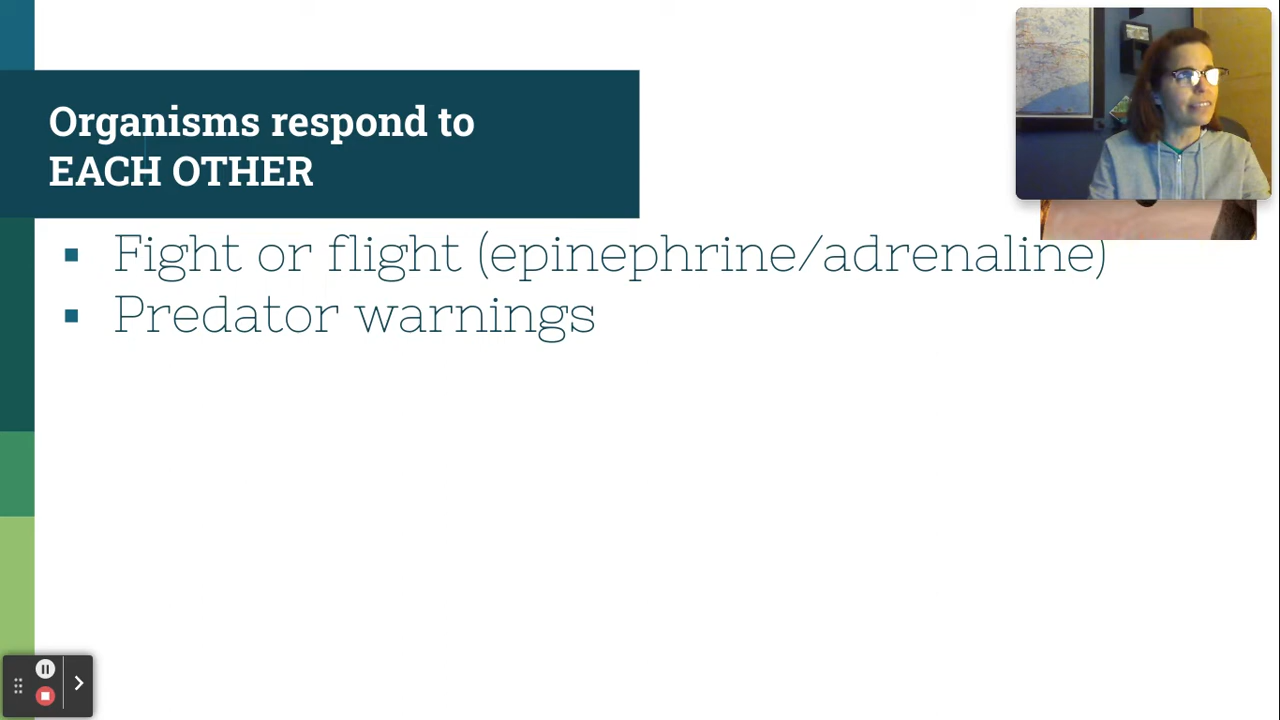 Organisms respond to
EACH OTHER
Fight or flight (epinephrine/adrenaline)
Predator warnings